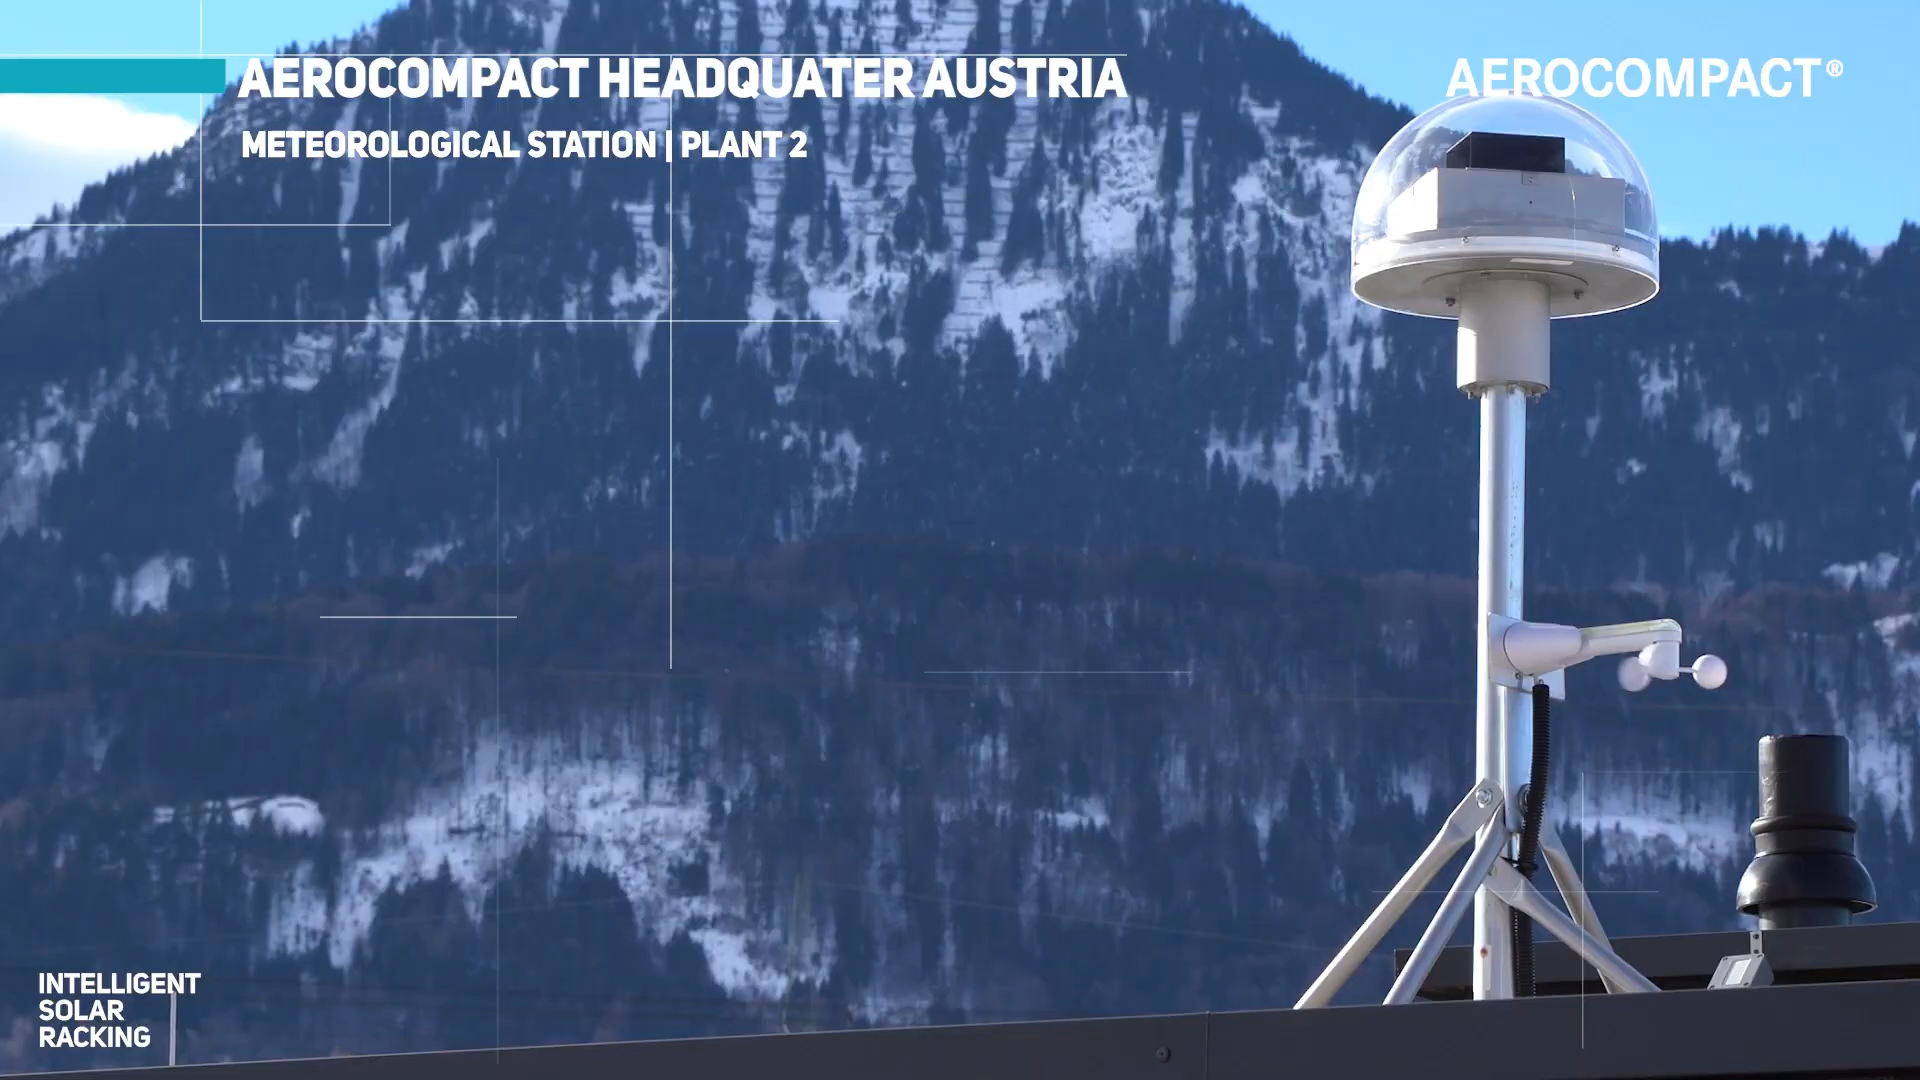 AEROCOMPACT HEADQUATER AUSTRIA
AEROCOMPACT®
METEOROLOGICAL STATION | PLANT 2
INTELLIGENT
SOLAR
RACKING